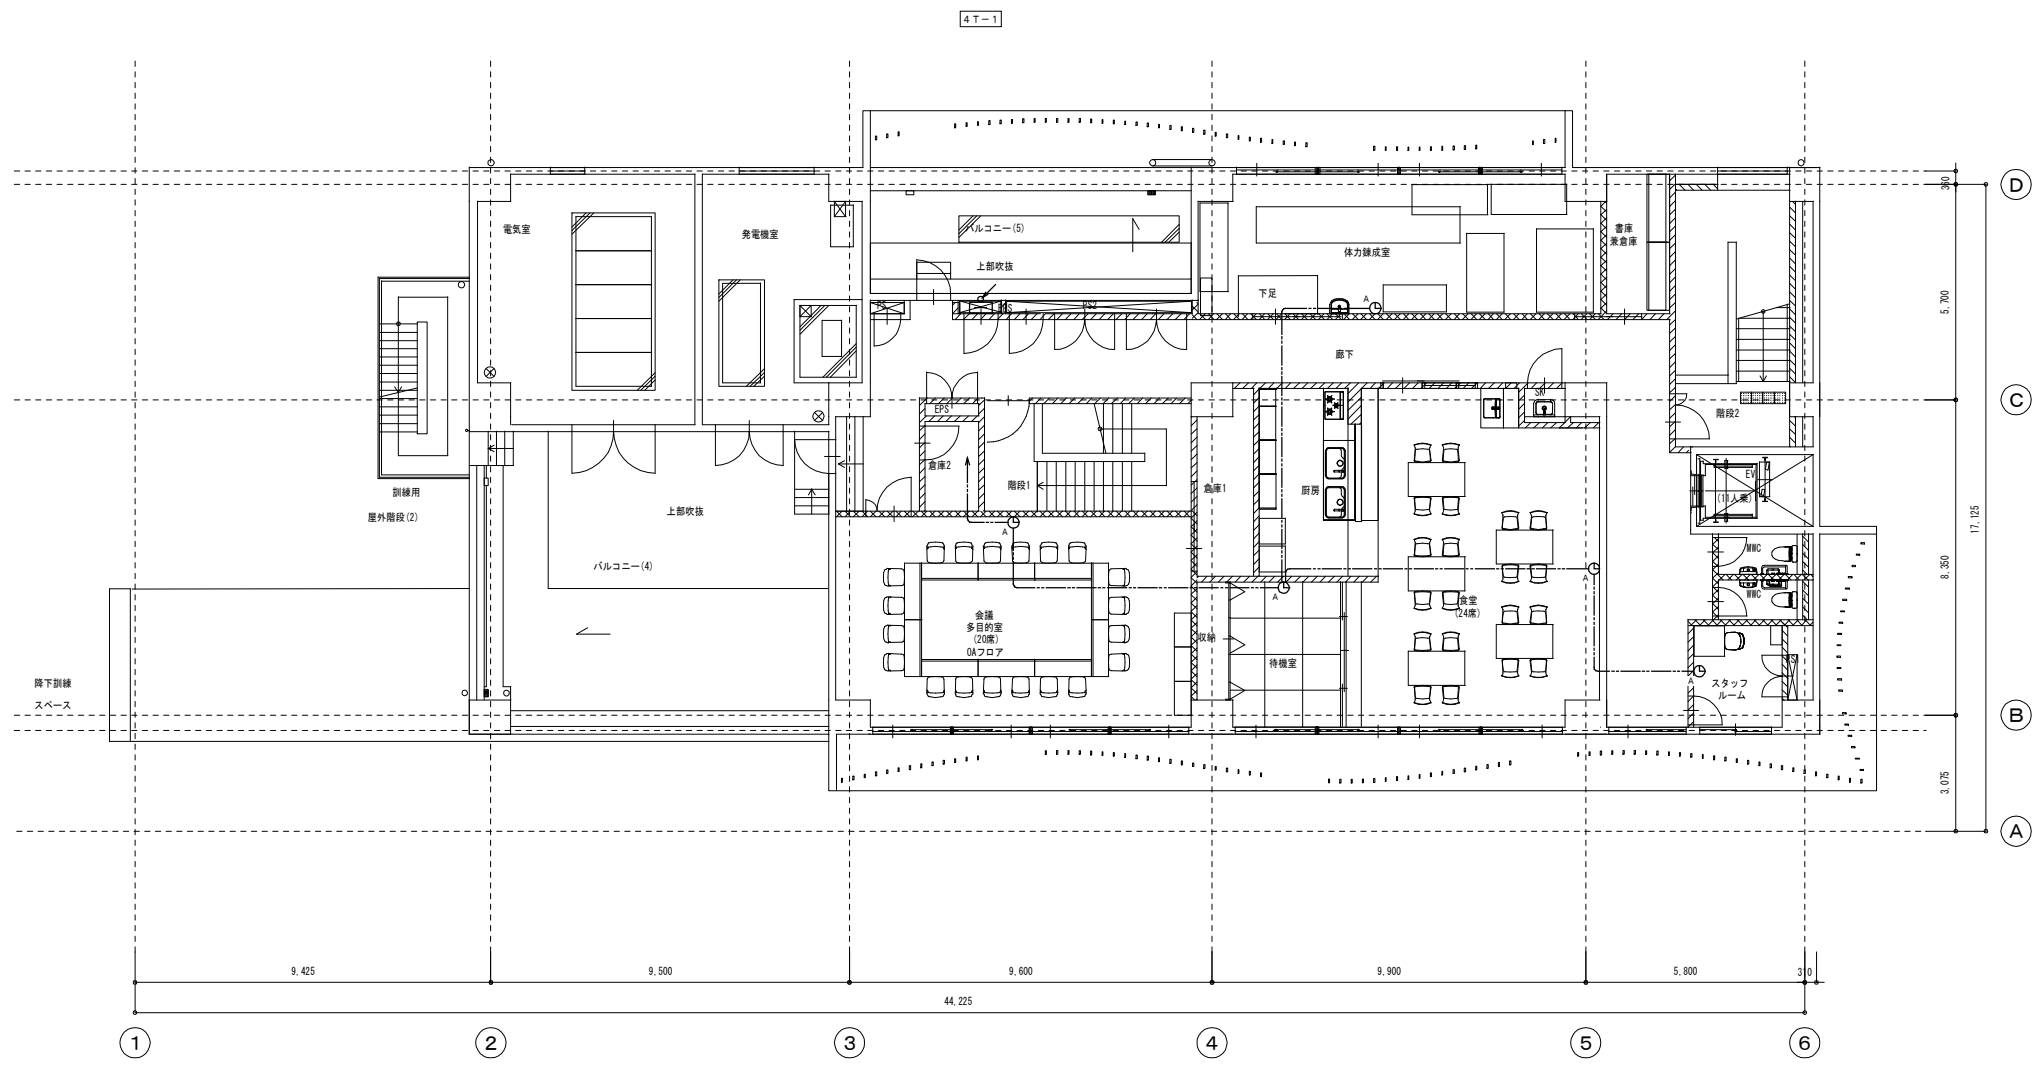 4T-1
電気室
発電機室
バルコニー(5)
上部吹抜
体力錬成室
書庫
兼倉庫
下足
A
PS
EPS
PS2
廊下
EPS
SK
階段2
倉庫2
階段1
倉庫1
厨房
EV
(11人乗)
訓練用
屋外階段(2)
上部吹抜
バルコニー(4)
A
MWC
WWC
A
A
会議
多目的室
(20席)
OAフロア
食堂
(24席)
収納
待機室
A
スタッフ
ルーム
降下訓練
スペース
360
5,700
8,350
17,125
3,075
D
C
B
A
9,425
9,500
9,600
9,900
5,800
310
44,225
1
2
3
4
5
6